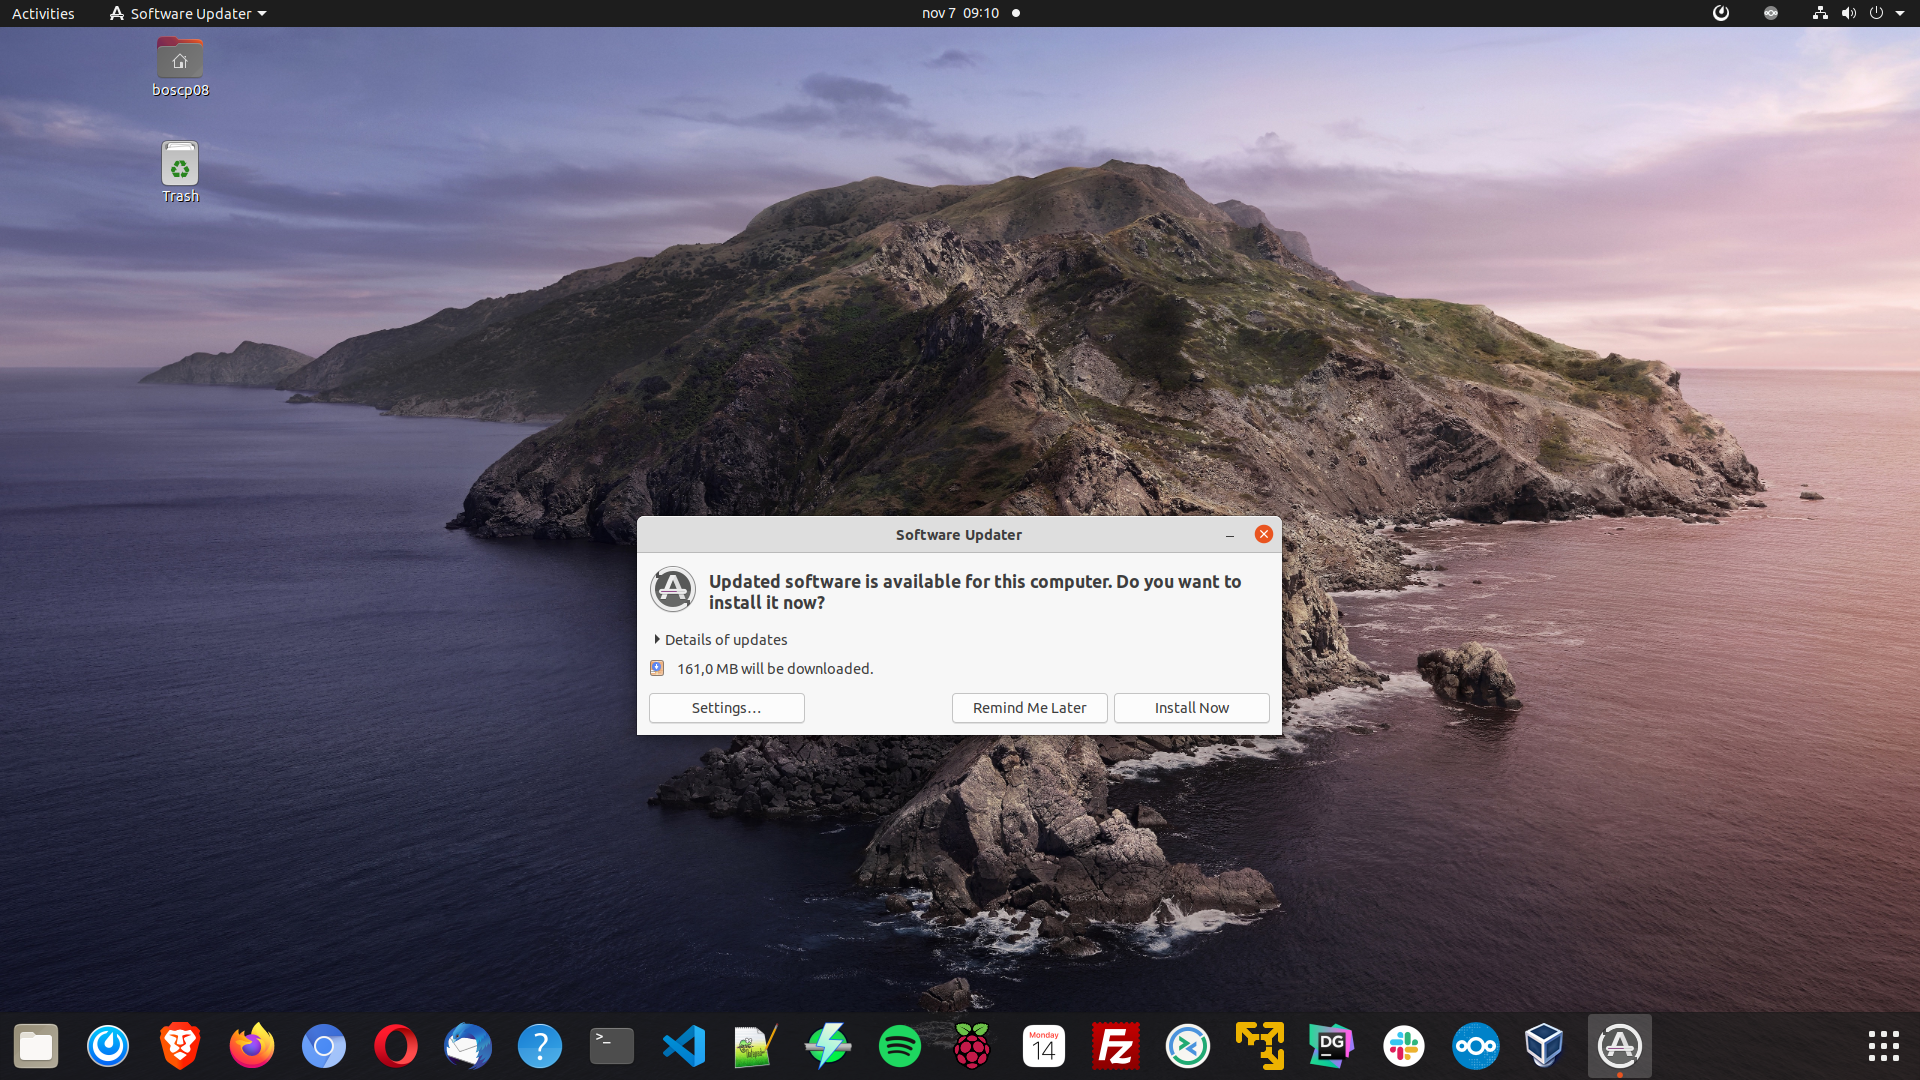 Activities
Software Updater
nov 7 09:10
boscp08
Trash
Software Updater
Updated software is available for this computer. Do you want to
install it now?
Details of updates
161,0 MB will be downloaded.
Settings…
Remind Me Later
Install Now
?
>_
Monday
14
Fz
DG